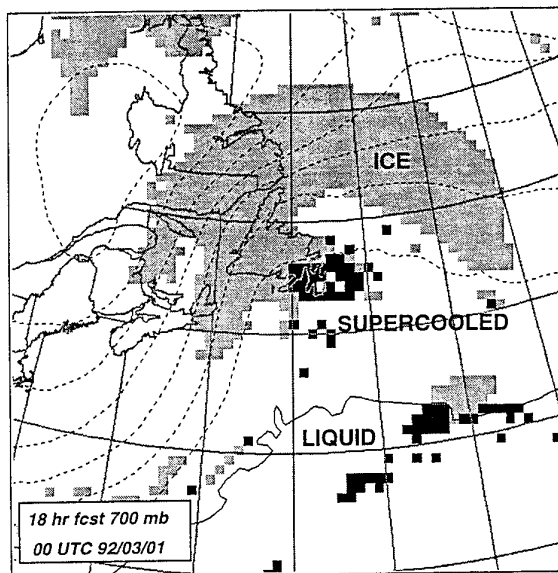 ICE
SUPERCOOLED
LIQUID
18 hr fcst 700 mb
00 UTC 92/03/01